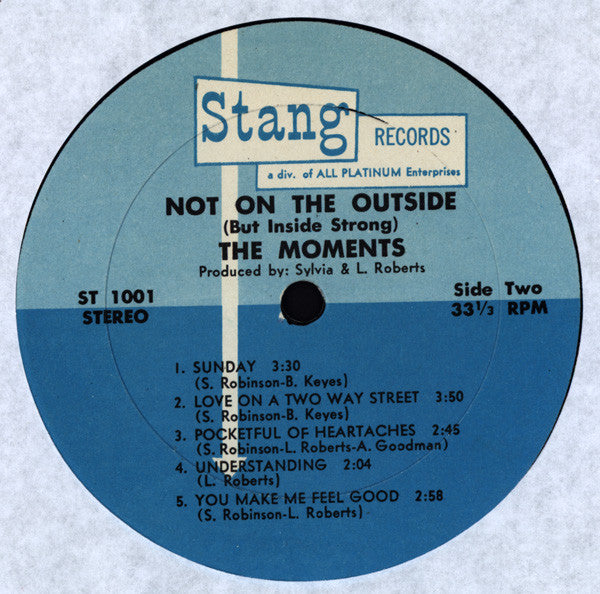 Stang
RECORDS
a div. of ALL PLATINUM Enterprises
NOT ON THE OUTSIDE
(But Inside Strong)
THE MOMENTS
Produced by: Sylvia & L. Roberts
ST 1001
STEREO
Side Two
33⅓ RPM
1. SUNDAY 3:30
(S. Robinson-B. Keyes)
2. LOVE ON A TWO WAY STREET 3:50
(S. Robinson-B. Keyes)
3. POCKETFUL OF HEARTACHES 2:45
(S. Robinson-L. Roberts-A. Goodman)
4. UNDERSTANDING 2:04
(L. Roberts)
5. YOU MAKE ME FEEL GOOD 2:58
(S. Robinson-L. Roberts)